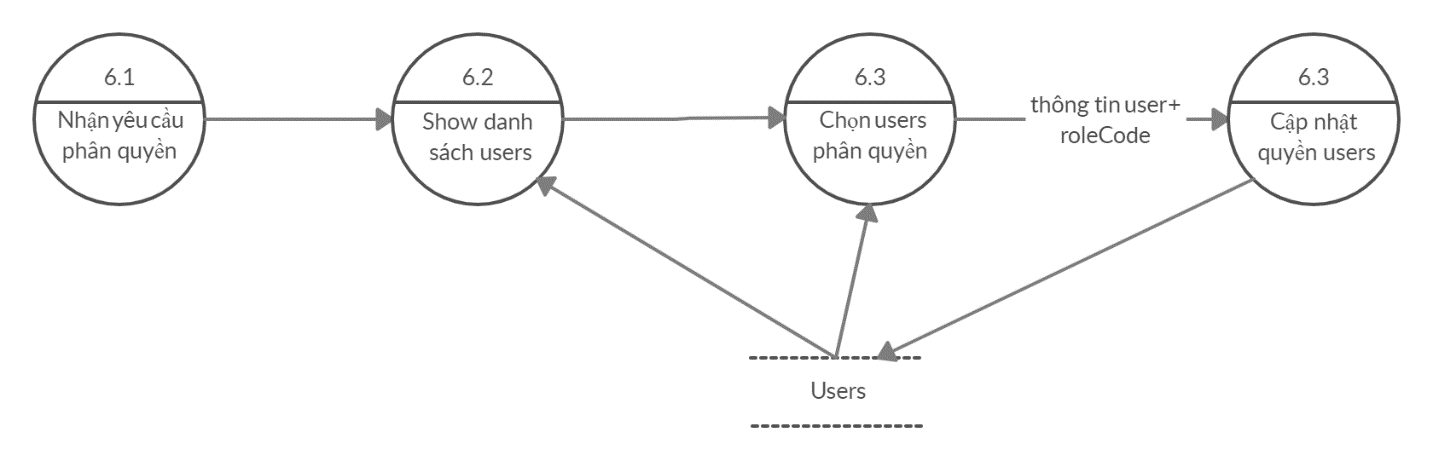 6.1
Nhận yêu cầu
phân quyền
6.2
Show danh
sách users
6.3
Chọn users
phân quyền
thông tin user+
roleCode
6.3
Cập nhật
quyền users
Users